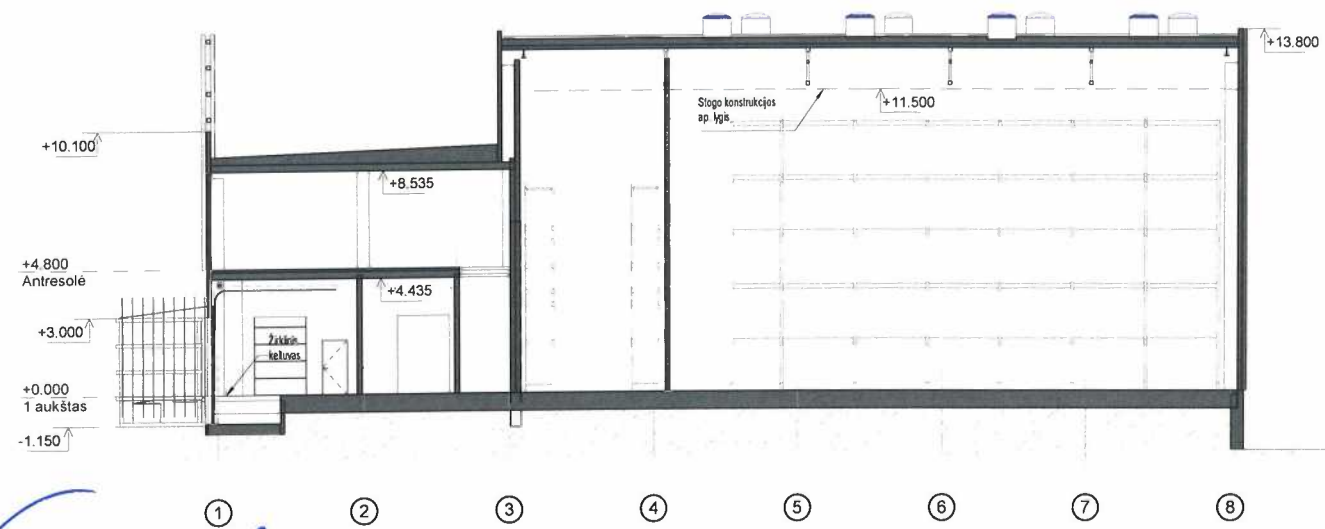 +13.800
Stogo konstrukcijos
ap. lygis
+11.500
+10.100
+8.535
+4.800
Antresolė
+4.435
+3.000
keltuvas
+0.000
1 aukštas
-1.150
1 2 3 4 5 6 7 8